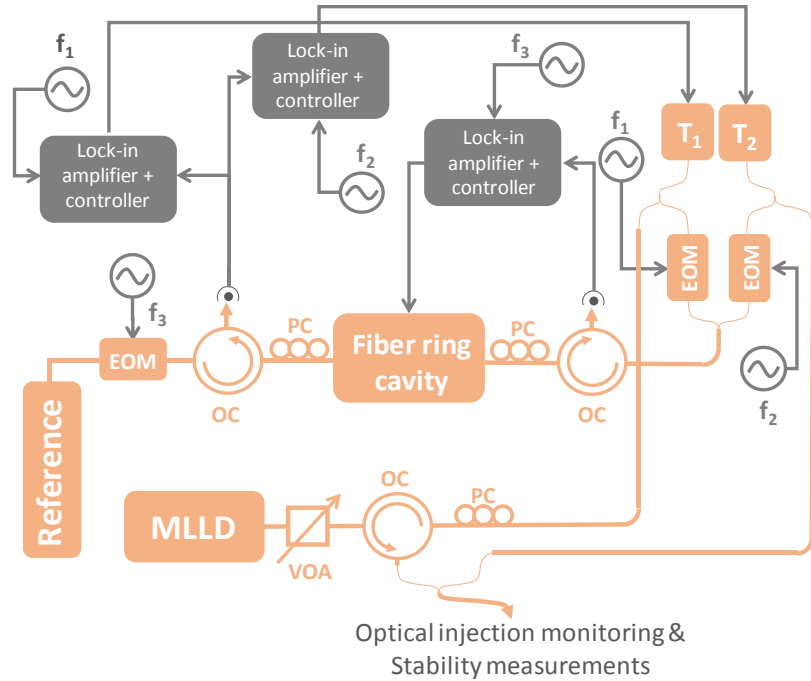 f1
Lock-in
amplifier +
controller
Lock-in
amplifier +
controller
f2
f3
Lock-in
amplifier +
controller
f1
T1
T2
EOM
EOM
f2
f3
EOM
OC
PC
Fiber ring
cavity
PC
OC
Reference
MLLD
VOA
OC
PC
Optical injection monitoring &
Stability measurements